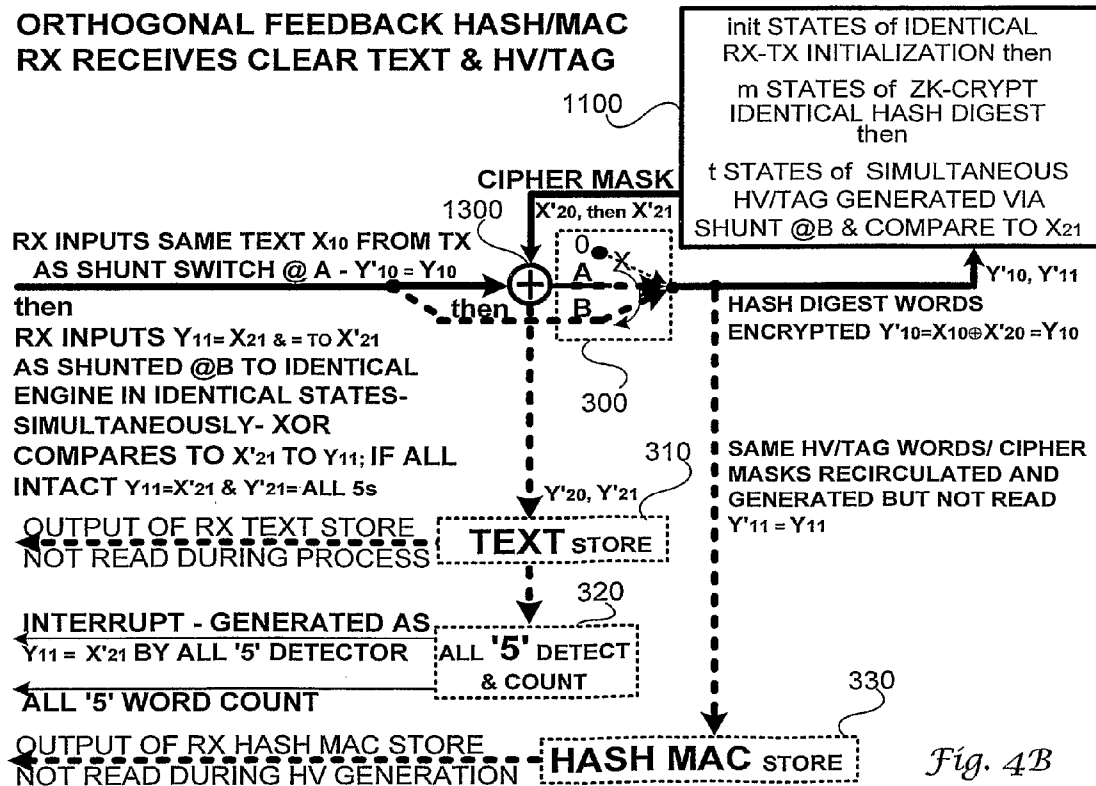 ORTHOGONAL FEEDBACK HASH/MAC
RX RECEIVES CLEAR TEXT & HV/TAG
init STATES of IDENTICAL
RX-TX INITIALIZATION then
m STATES of ZK-CRYPT
IDENTICAL HASH DIGEST
then
t STATES of SIMULTANEOUS
HV/TAG GENERATED VIA
SHUNT @B & COMPARE TO X21
1100
CIPHER MASK
1300
X'20, then X'21
RX INPUTS SAME TEXT X10 FROM TX
AS SHUNT SWITCH @ A - Y'10 = Y10
0
X
A
B
+
then
300
Y'10, Y'11
HASH DIGEST WORDS
ENCRYPTED Y'10=X10⊕X'20 =Y10
then
RX INPUTS Y11= X21 & = TO X'21
AS SHUNTED @B TO IDENTICAL
ENGINE IN IDENTICAL STATES-
SIMULTANEOUSLY- XOR
COMPARES TO X'21 TO Y11; IF ALL
INTACT Y11=X'21 & Y'21= ALL 5s
SAME HV/TAG WORDS/ CIPHER
MASKS RECIRCULATED AND
GENERATED BUT NOT READ
Y'11 = Y11
310
Y'20, Y'21
TEXT STORE
OUTPUT OF RX TEXT STORE
NOT READ DURING PROCESS
320
ALL '5' DETECT
& COUNT
INTERRUPT - GENERATED AS
Y11 = X'21 BY ALL '5' DETECTOR
ALL '5' WORD COUNT
330
HASH MAC STORE
OUTPUT OF RX HASH MAC STORE
NOT READ DURING HV GENERATION
Fig. 4B